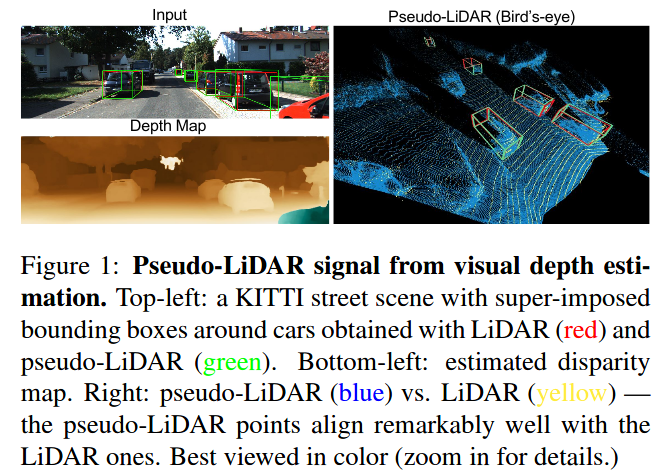 Input
Pseudo-LiDAR (Bird's-eye)
Depth Map
Figure 1: Pseudo-LiDAR signal from visual depth esti-
mation. Top-left: a KITTI street scene with super-imposed
bounding boxes around cars obtained with LiDAR (red) and
pseudo-LiDAR (green). Bottom-left: estimated disparity
map. Right: pseudo-LiDAR (blue) vs. LiDAR (yellow) —
the pseudo-LiDAR points align remarkably well with the
LiDAR ones. Best viewed in color (zoom in for details.)